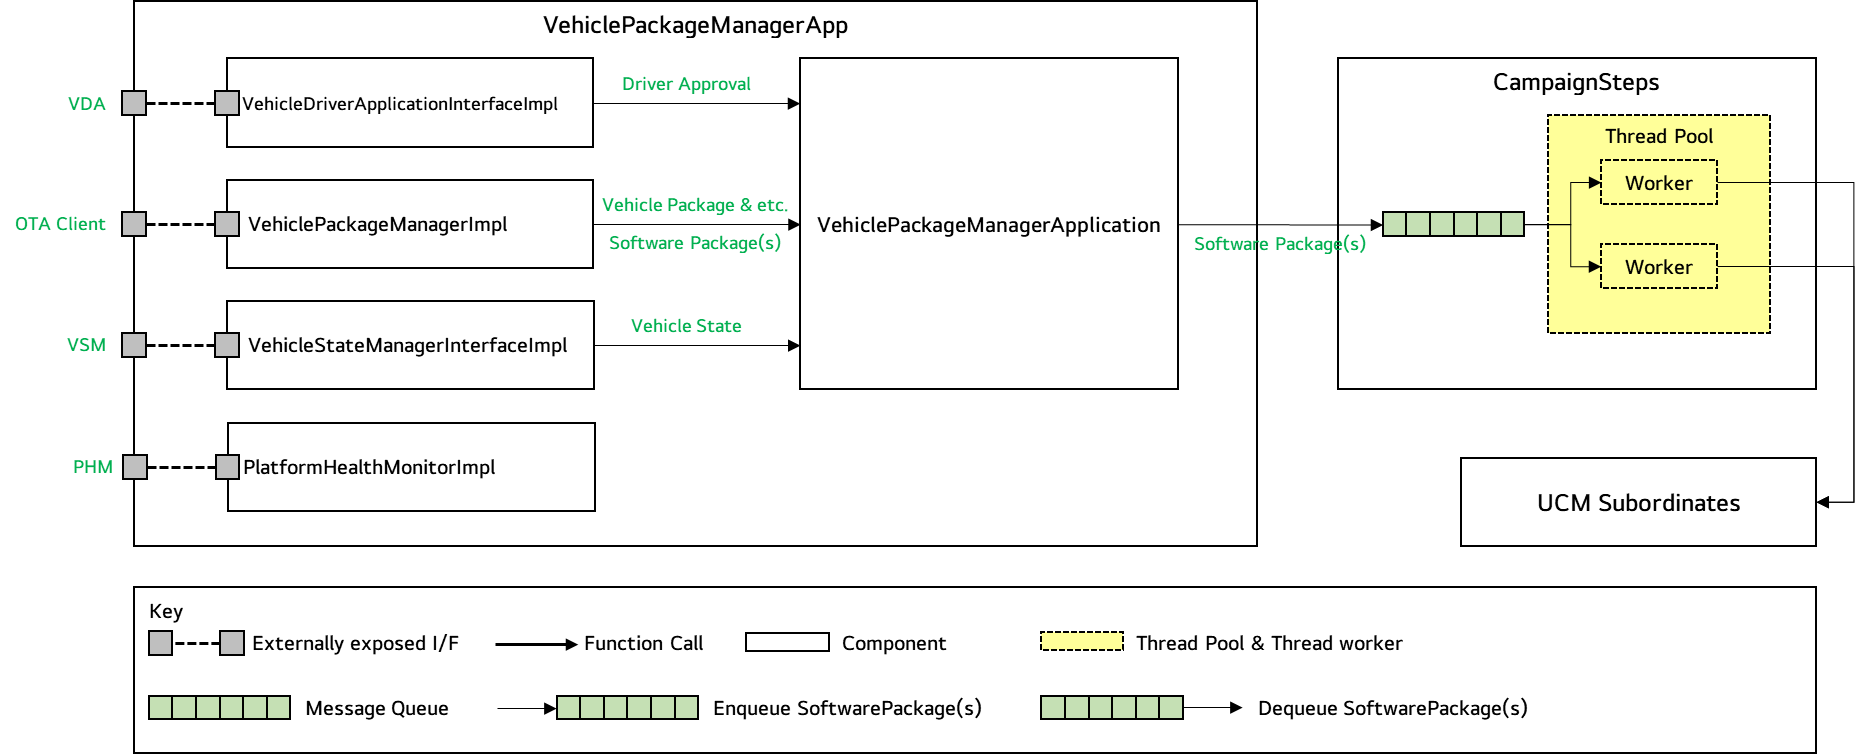 VehiclePackageManagerApp
VDA
VehicleDriverApplicationInterfaceImpl
Driver Approval
OTA Client
VehiclePackageManagerImpl
Vehicle Package & etc.
Software Package(s)
VSM
VehicleStateManagerInterfaceImpl
Vehicle State
PHM
PlatformHealthMonitorImpl
VehiclePackageManagerApplication
Software Package(s)
CampaignSteps
Thread Pool
Worker
Worker
UCM Subordinates
Key
Externally exposed I/F
Function Call
Component
Thread Pool & Thread worker
Message Queue
Enqueue SoftwarePackage(s)
Dequeue SoftwarePackage(s)